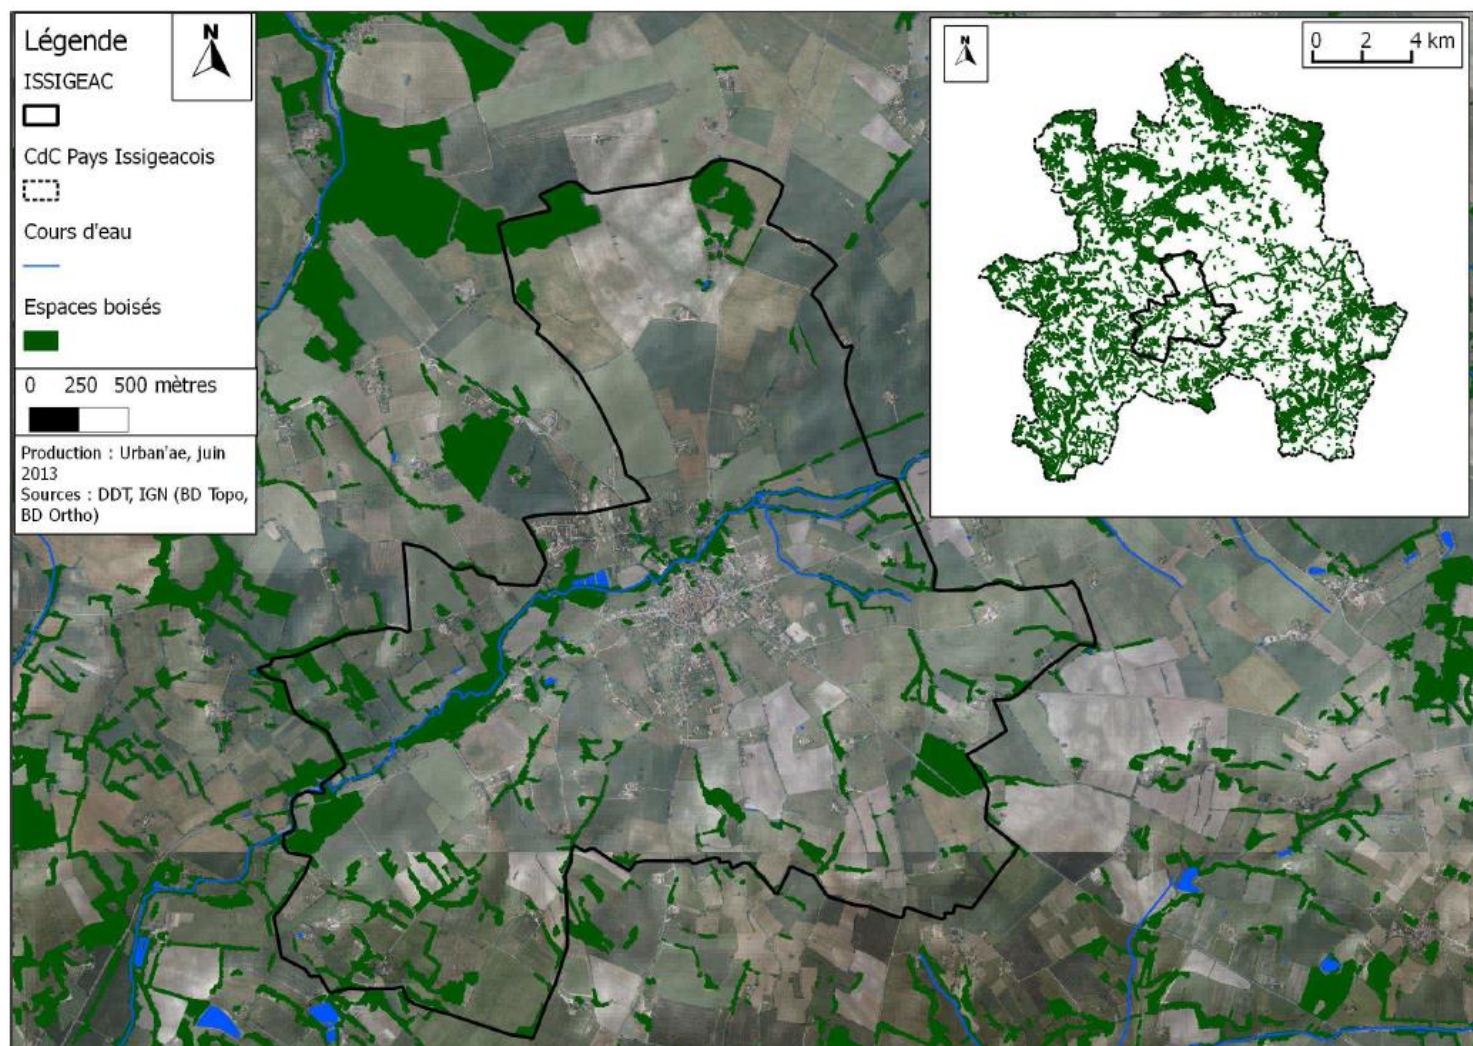 Légende
N
ISSIGEAC
CdC Pays Issigeacois
Cours d'eau
Espaces boisés
0 250 500 mètres
Production : Urban'ae, juin
2013
Sources : DDT, IGN (BD Topo,
BD Ortho)
N
0 2 4 km